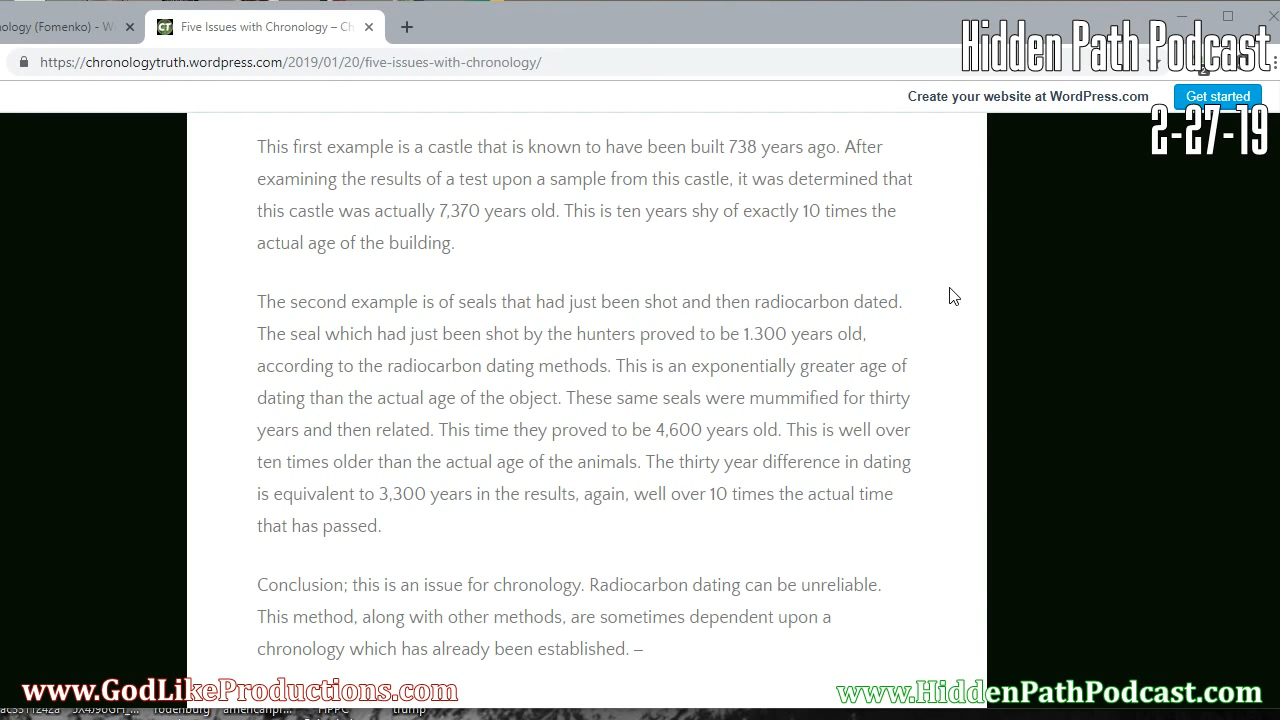 nology (Fomenko) - W
Five Issues with Chronology – Ch
https://chronologytruth.wordpress.com/2019/01/20/five-issues-with-chronology/
Hidden Path Podcast
2
Create your website at WordPress.com
Get started
2-27-19
This first example is a castle that is known to have been built 738 years ago. After
examining the results of a test upon a sample from this castle, it was determined that
this castle was actually 7,370 years old. This is ten years shy of exactly 10 times the
actual age of the building.
The second example is of seals that had just been shot and then radiocarbon dated.
The seal which had just been shot by the hunters proved to be 1.300 years old,
according to the radiocarbon dating methods. This is an exponentially greater age of
dating than the actual age of the object. These same seals were mummified for thirty
years and then related. This time they proved to be 4,600 years old. This is well over
ten times older than the actual age of the animals. The thirty year difference in dating
is equivalent to 3,300 years in the results, again, well over 10 times the actual time
that has passed.
Conclusion; this is an issue for chronology. Radiocarbon dating can be unreliable.
This method, along with other methods, are sometimes dependent upon a
chronology which has already been established. –
www.GodLikeProductions.com
www.HiddenPathPodcast.com